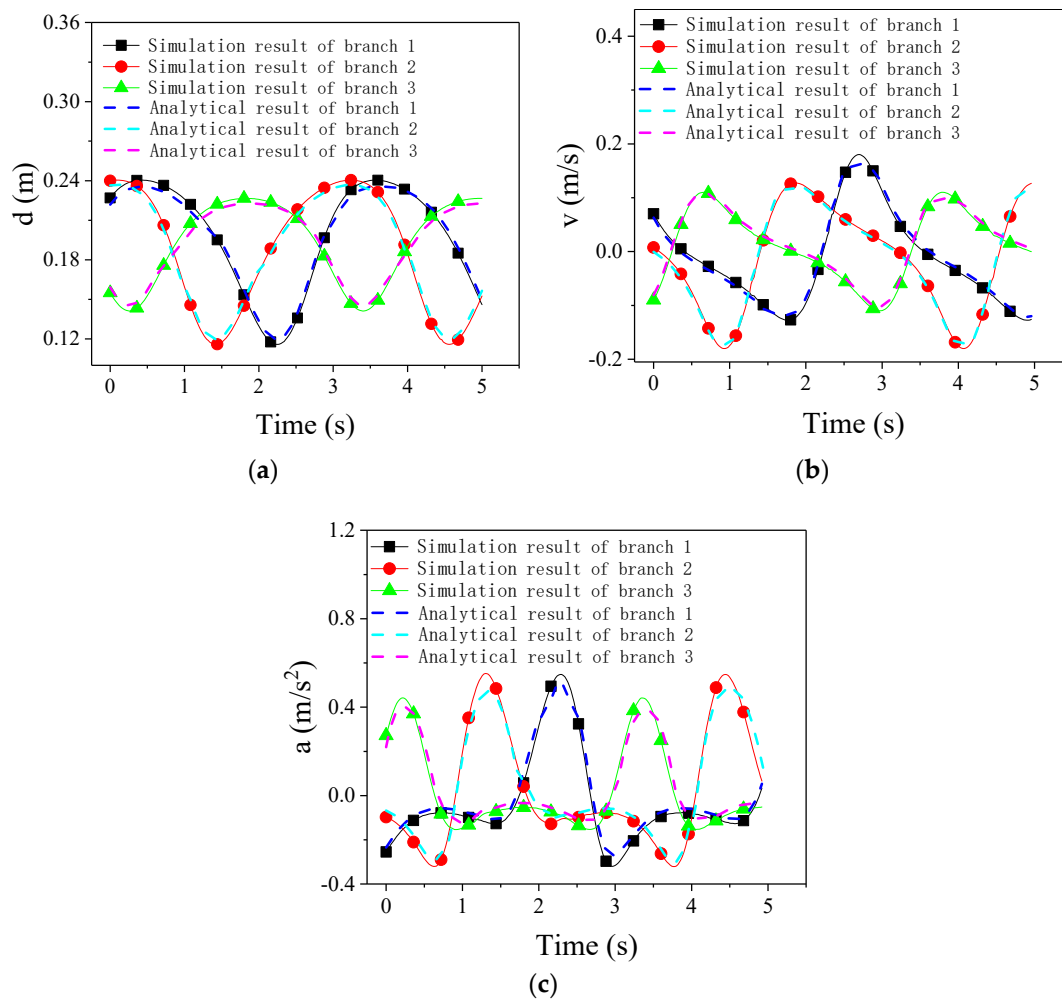 0.36
0.30
0.24
0.18
0.12
d (m)
Simulation result of branch 1
Simulation result of branch 2
Simulation result of branch 3
Analytical result of branch 1
Analytical result of branch 2
Analytical result of branch 3
0 1 2 3 4 5
Time (s)
(a)
0.4
0.2
0.0
-0.2
v (m/s)
Simulation result of branch 1
Simulation result of branch 2
Simulation result of branch 3
Analytical result of branch 1
Analytical result of branch 2
Analytical result of branch 3
0 1 2 3 4 5
Time (s)
(b)
1.2
0.8
0.4
0.0
-0.4
a (m/s²)
Simulation result of branch 1
Simulation result of branch 2
Simulation result of branch 3
Analytical result of branch 1
Analytical result of branch 2
Analytical result of branch 3
0 1 2 3 4 5
Time (s)
(c)